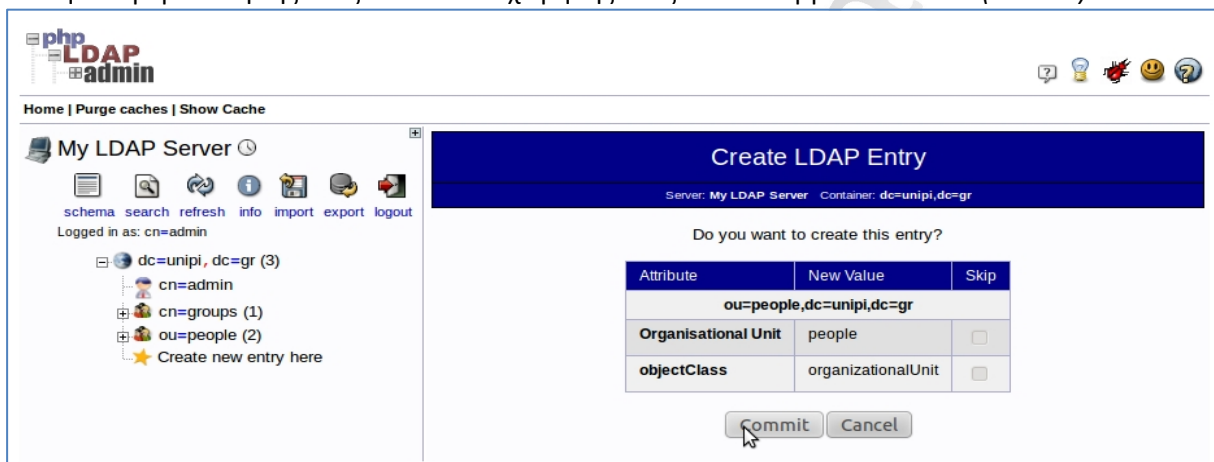 php
LDAP
admin
Home | Purge caches | Show Cache
My LDAP Server
schema search refresh info import export logout
Logged in as: cn=admin
dc=unipi, dc=gr (3)
cn=admin
cn=groups (1)
ou=people (2)
Create new entry here
Create LDAP Entry
Server: My LDAP Server Container: dc=unipi,dc=gr
Do you want to create this entry?
Attribute New Value Skip
ou=people,dc=unipi,dc=gr
Organisational Unit people
objectClass organizationalUnit
Commit Cancel